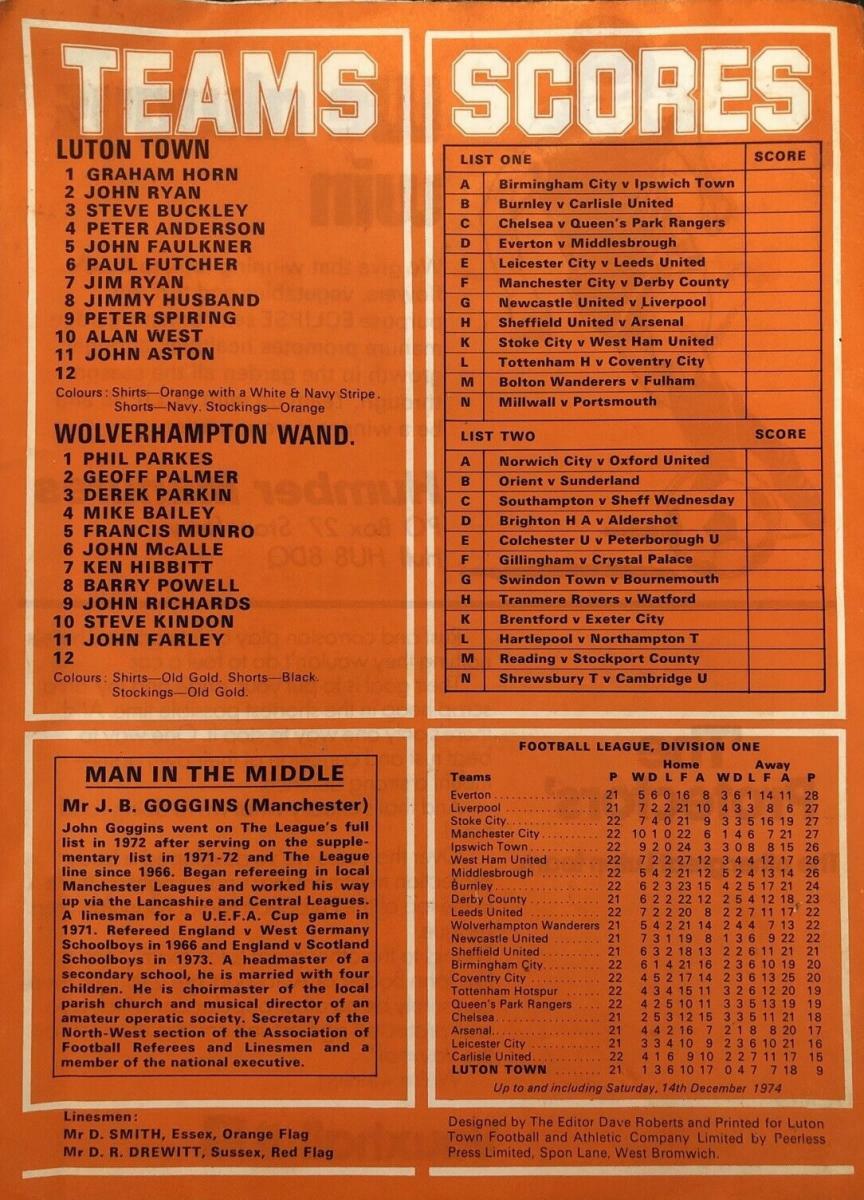 TEAMS
LUTON TOWN
1 GRAHAM HORN
2 JOHN RYAN
3 STEVE BUCKLEY
4 PETER ANDERSON
5 JOHN FAULKNER
6 PAUL FUTCHER
7 JIM RYAN
8 JIMMY HUSBAND
9 PETER SPIRING
10 ALAN WEST
11 JOHN ASTON
12
Colours: Shirts—Orange with a White & Navy Stripe.
Shorts—Navy. Stockings—Orange
WOLVERHAMPTON WAND.
1 PHIL PARKES
2 GEOFF PALMER
3 DEREK PARKIN
4 MIKE BAILEY
5 FRANCIS MUNRO
6 JOHN McALLE
7 KEN HIBBITT
8 BARRY POWELL
9 JOHN RICHARDS
10 STEVE KINDON
11 JOHN FARLEY
12
Colours: Shirts—Old Gold. Shorts—Black.
Stockings—Old Gold.
SCORES
LIST ONE SCORE
A Birmingham City v Ipswich Town
B Burnley v Carlisle United
C Chelsea v Queen's Park Rangers
D Everton v Middlesbrough
E Leicester City v Leeds United
F Manchester City v Derby County
G Newcastle United v Liverpool
H Sheffield United v Arsenal
K Stoke City v West Ham United
L Tottenham H v Coventry City
M Bolton Wanderers v Fulham
N Millwall v Portsmouth
LIST TWO SCORE
A Norwich City v Oxford United
B Orient v Sunderland
C Southampton v Sheff Wednesday
D Brighton H A v Aldershot
E Colchester U v Peterborough U
F Gillingham v Crystal Palace
G Swindon Town v Bournemouth
H Tranmere Rovers v Watford
K Brentford v Exeter City
L Hartlepool v Northampton T
M Reading v Stockport County
N Shrewsbury T v Cambridge U
MAN IN THE MIDDLE
Mr J. B. GOGGINS (Manchester)
John Goggins went on The League's full
list in 1972 after serving on the supple-
mentary list in 1971-72 and The League
line since 1966. Began refereeing in local
Manchester Leagues and worked his way
up via the Lancashire and Central Leagues.
A linesman for a U.E.F.A. Cup game in
1971. Refereed England v West Germany
Schoolboys in 1966 and England v Scotland
Schoolboys in 1973. A headmaster of a
secondary school, he is married with four
children. He is choirmaster of the local
parish church and musical director of an
amateur operatic society. Secretary of the
North-West section of the Association of
Football Referees and Linesmen and a
member of the national executive.
FOOTBALL LEAGUE, DIVISION ONE
Home Away
Teams P W D L F A W D L F A P
Everton 21 5 6 0 16 8 3 6 1 14 11 28
Liverpool 21 7 2 2 21 10 4 3 3 8 6 27
Stoke City 22 7 4 0 21 9 3 3 5 16 19 27
Manchester City 22 10 1 0 22 6 1 4 6 7 21 27
Ipswich Town 22 9 2 0 24 3 3 0 8 8 15 26
West Ham United 22 7 2 2 27 12 3 4 4 12 17 26
Middlesbrough 22 5 4 2 21 12 5 2 4 13 14 26
Burnley 22 6 2 3 23 15 4 2 5 17 21 24
Derby County 21 6 2 2 22 12 2 5 4 12 18 23
Leeds United 22 7 2 2 20 8 2 2 7 11 17 22
Wolverhampton Wanderers 21 5 4 2 21 14 2 4 4 7 13 22
Newcastle United 21 7 3 1 19 8 1 3 6 9 22 22
Sheffield United 21 6 3 2 18 13 2 2 6 11 21 21
Birmingham City 22 6 1 4 21 16 2 3 6 10 19 20
Coventry City 22 4 5 2 17 14 2 3 6 13 25 20
Tottenham Hotspur 22 4 3 4 15 11 3 2 6 12 20 19
Queen's Park Rangers 22 4 2 5 10 11 3 3 5 13 19 19
Chelsea 21 2 5 3 12 15 3 3 5 11 21 18
Arsenal 21 4 4 2 16 7 2 1 8 8 20 17
Leicester City 21 3 3 4 10 9 2 3 6 10 21 16
Carlisle United 22 4 1 6 9 10 2 2 7 11 17 15
LUTON TOWN 21 1 3 6 10 17 0 4 7 7 18 9
Up to and including Saturday, 14th December 1974
Linesmen:
Mr D. SMITH, Essex, Orange Flag
Mr D. R. DREWITT, Sussex, Red Flag
Designed by The Editor Dave Roberts and Printed for Luton
Town Football and Athletic Company Limited by Peerless
Press Limited, Spon Lane, West Bromwich.